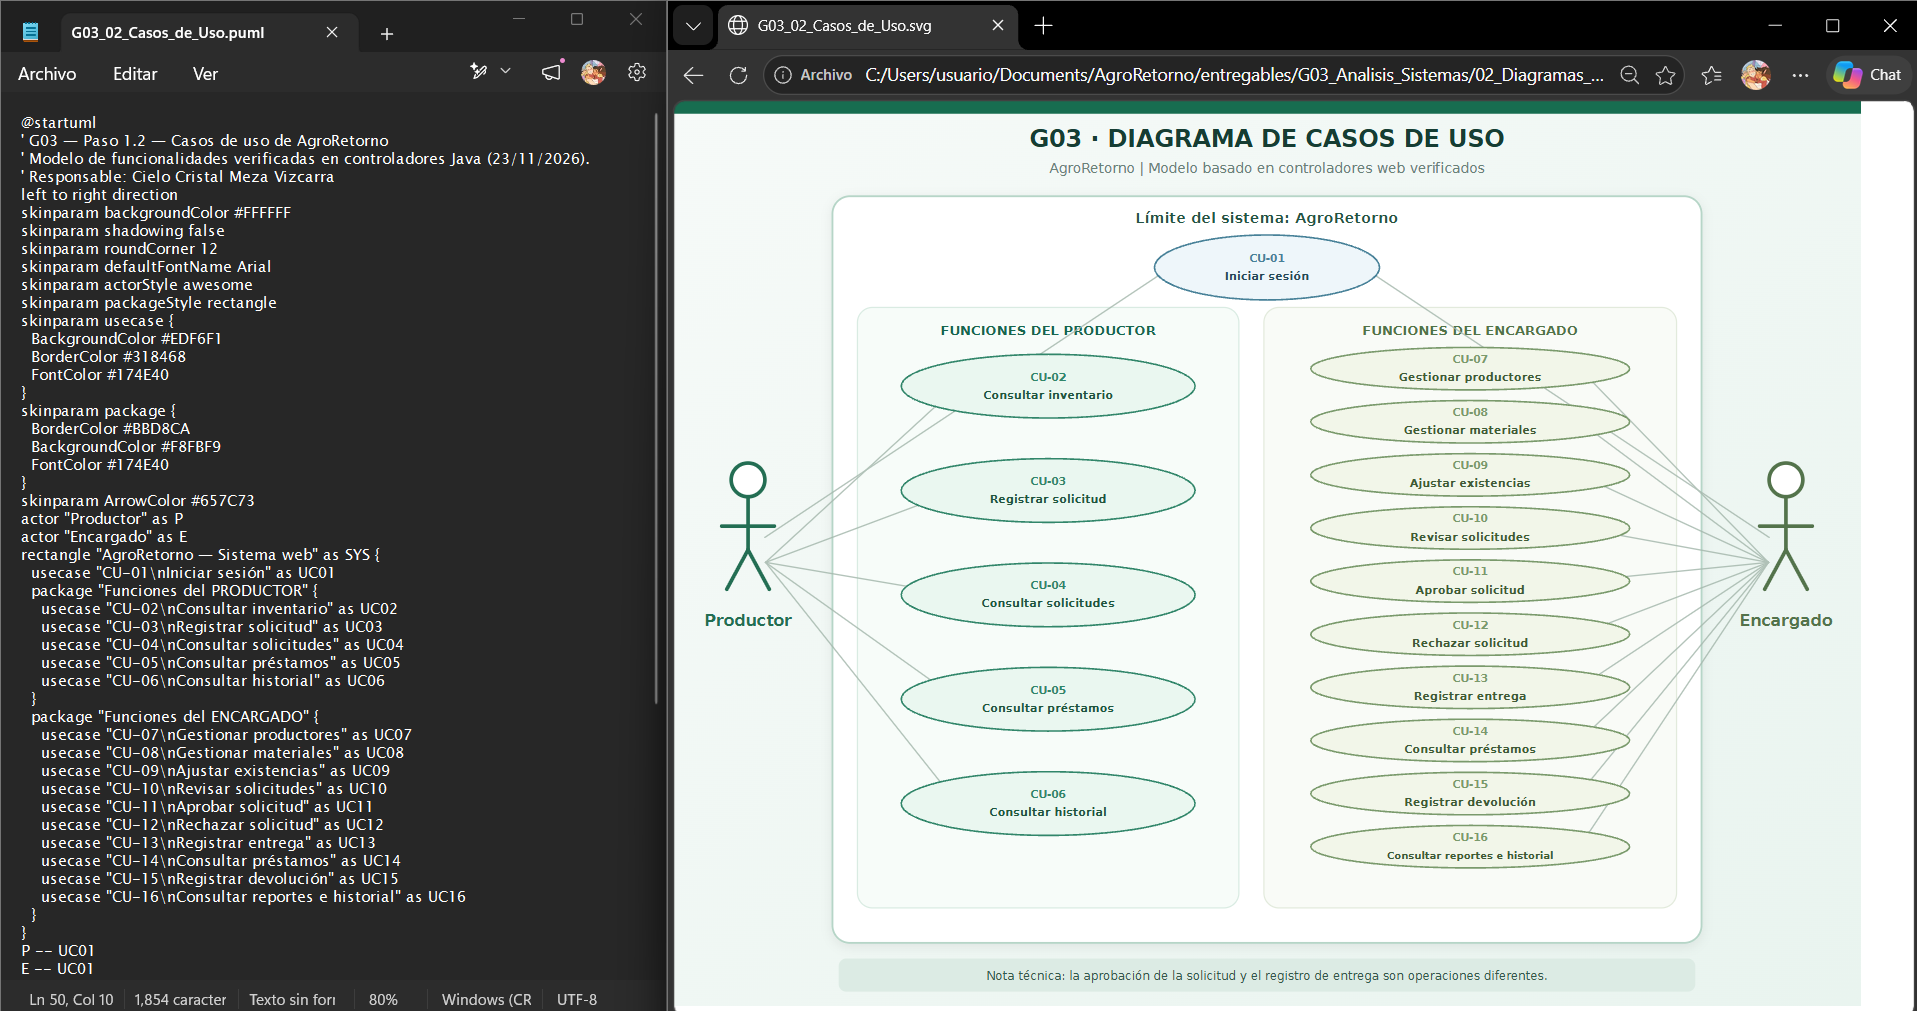 G03_02_Casos_de_Uso.puml
Archivo
Editar
Ver
@startuml
' G03 — Paso 1.2 — Casos de uso de AgroRetorno
' Modelo de funcionalidades verificadas en controladores Java (23/11/2026).
' Responsable: Cielo Cristal Meza Vizcarra
left to right direction
skinparam backgroundColor #FFFFFF
skinparam shadowing false
skinparam roundCorner 12
skinparam defaultFontName Arial
skinparam actorStyle awesome
skinparam packageStyle rectangle
skinparam usecase {
BackgroundColor #EDF6F1
BorderColor #318468
FontColor #174E40
}
skinparam package {
BorderColor #BBD8CA
BackgroundColor #F8FBF9
FontColor #174E40
}
skinparam ArrowColor #657C73
actor "Productor" as P
actor "Encargado" as E
rectangle "AgroRetorno — Sistema web" as SYS {
usecase "CU-01\nIniciar sesión" as UC01
package "Funciones del PRODUCTOR" {
usecase "CU-02\nConsultar inventario" as UC02
usecase "CU-03\nRegistrar solicitud" as UC03
usecase "CU-04\nConsultar solicitudes" as UC04
usecase "CU-05\nConsultar préstamos" as UC05
usecase "CU-06\nConsultar historial" as UC06
}
package "Funciones del ENCARGADO" {
usecase "CU-07\nGestionar productores" as UC07
usecase "CU-08\nGestionar materiales" as UC08
usecase "CU-09\nAjustar existencias" as UC09
usecase "CU-10\nRevisar solicitudes" as UC10
usecase "CU-11\nAprobar solicitud" as UC11
usecase "CU-12\nRechazar solicitud" as UC12
usecase "CU-13\nRegistrar entrega" as UC13
usecase "CU-14\nConsultar préstamos" as UC14
usecase "CU-15\nRegistrar devolución" as UC15
usecase "CU-16\nConsultar reportes e historial" as UC16
}
}
P -- UC01
E -- UC01
Ln 50, Col 10
1,854 caracter
Texto sin forr
80%
Windows (CR
UTF-8
G03_02_Casos_de_Uso.svg
Archivo
C:/Users/usuario/Documents/AgroRetorno/entregables/G03_Analisis_Sistemas/02_Diagramas_...
Chat
G03 · DIAGRAMA DE CASOS DE USO
AgroRetorno | Modelo basado en controladores web verificados
Límite del sistema: AgroRetorno
CU-01
Iniciar sesión
FUNCIONES DEL PRODUCTOR
CU-02
Consultar inventario
CU-03
Registrar solicitud
CU-04
Consultar solicitudes
CU-05
Consultar préstamos
CU-06
Consultar historial
FUNCIONES DEL ENCARGADO
CU-07
Gestionar productores
CU-08
Gestionar materiales
CU-09
Ajustar existencias
CU-10
Revisar solicitudes
CU-11
Aprobar solicitud
CU-12
Rechazar solicitud
CU-13
Registrar entrega
CU-14
Consultar préstamos
CU-15
Registrar devolución
CU-16
Consultar reportes e historial
Productor
Encargado
Nota técnica: la aprobación de la solicitud y el registro de entrega son operaciones diferentes.